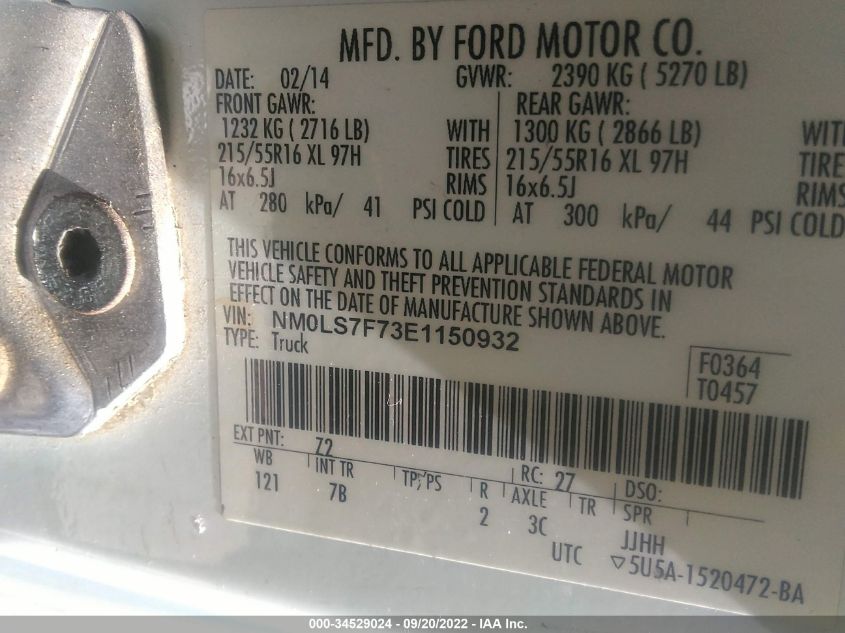 MFD. BY FORD MOTOR CO.
DATE: 02/14 GVWR: 2390 KG ( 5270 LB)
FRONT GAWR: REAR GAWR:
1232 KG ( 2716 LB) WITH 1300 KG ( 2866 LB) WITH
215/55R16 XL 97H TIRES 215/55R16 XL 97H TIRE
16x6.5J RIMS 16x6.5J RIMS
AT 280 kPa/ 41 PSI COLD AT 300 kPa/ 44 PSI COLD
THIS VEHICLE CONFORMS TO ALL APPLICABLE FEDERAL MOTOR
VEHICLE SAFETY AND THEFT PREVENTION STANDARDS IN
EFFECT ON THE DATE OF MANUFACTURE SHOWN ABOVE.
VIN: NM0LS7F73E1150932
TYPE: Truck
F0364
T0457
EXT PNT: Z2 RC: 27 DSO:
WB INT TR TP/PS R AXLE TR SPR
121 7B 2 3C JJHH
UTC ▽5U5A-1520472-BA
000-34529024 - 09/20/2022 - IAA Inc.